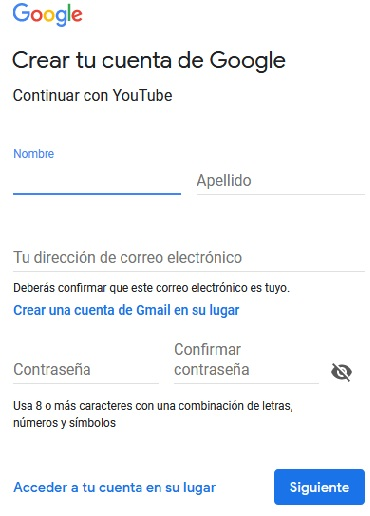 Google
Crear tu cuenta de Google
Continuar con YouTube
Nombre
Apellido
Tu dirección de correo electrónico
Deberás confirmar que este correo electrónico es tuyo.
Crear una cuenta de Gmail en su lugar
Contraseña
Confirmar
contraseña
Usa 8 o más caracteres con una combinación de letras,
números y símbolos
Acceder a tu cuenta en su lugar
Siguiente